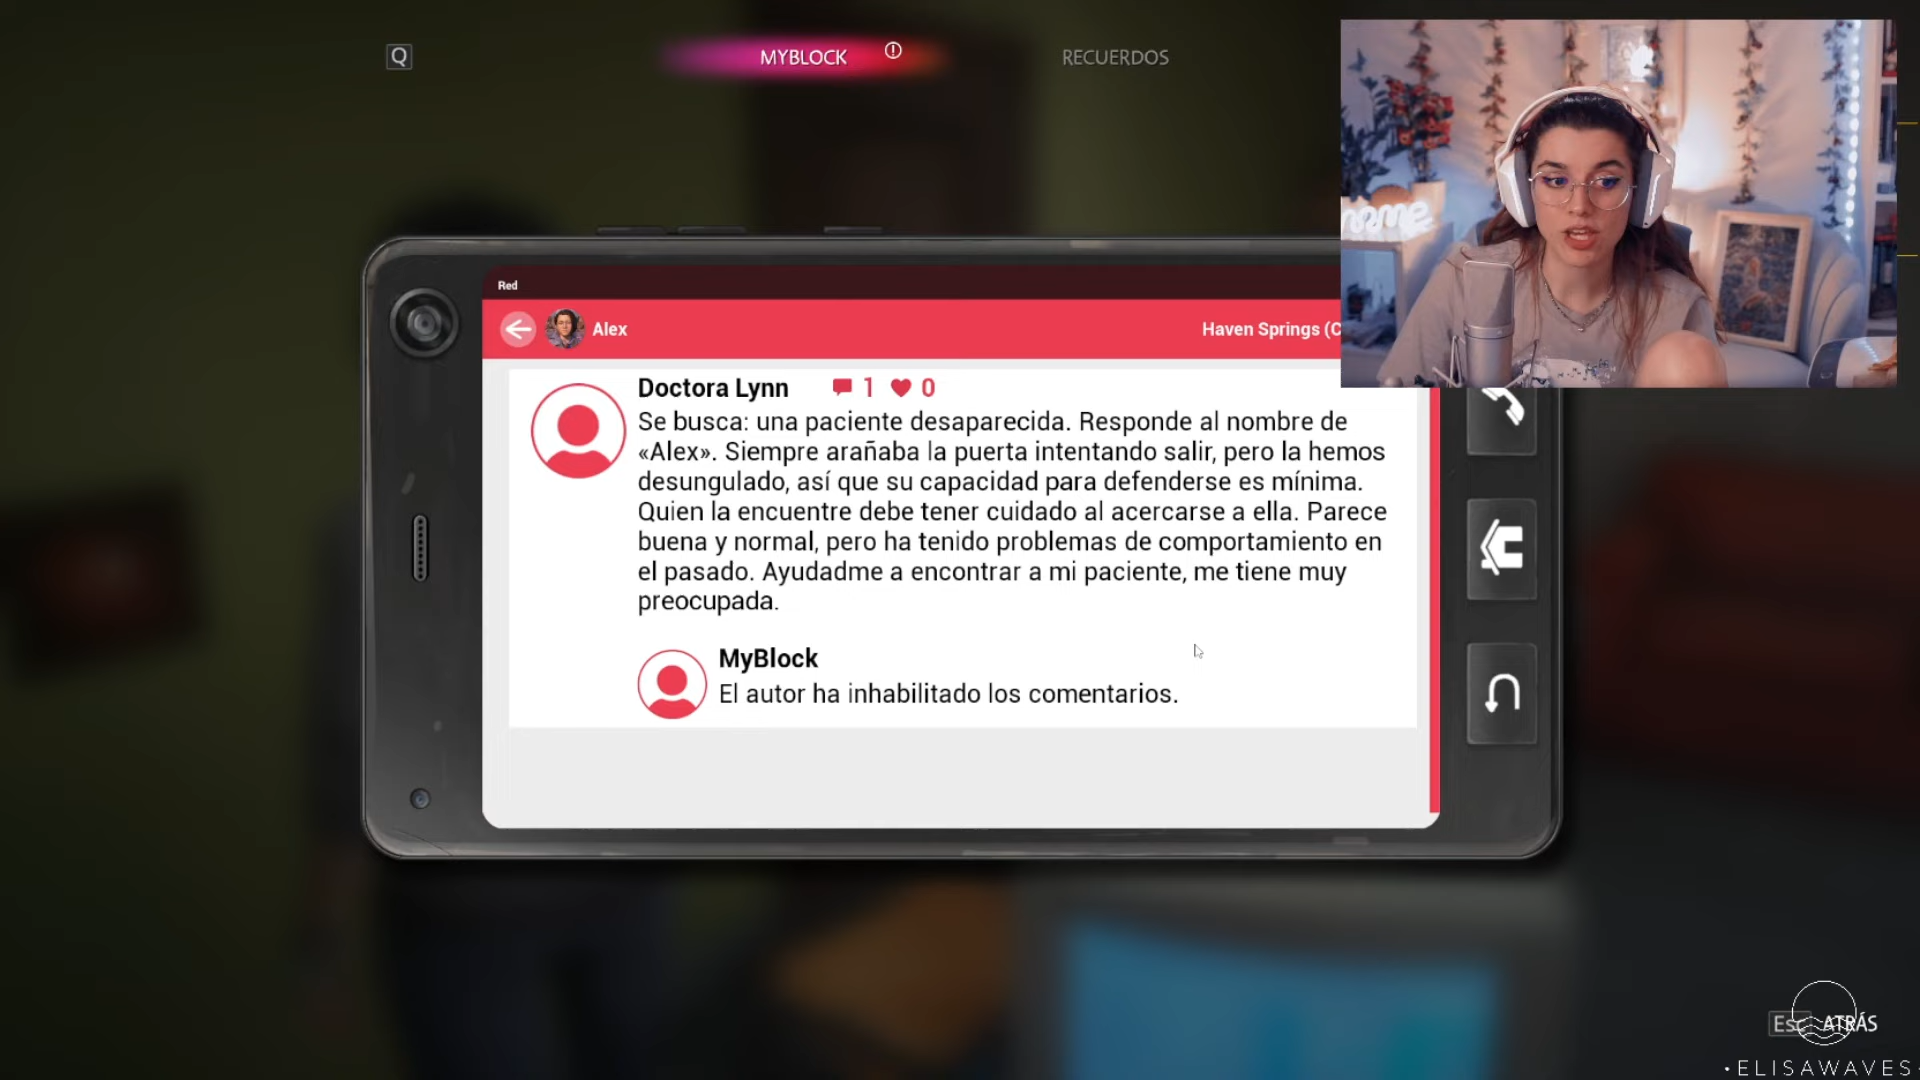 Q
MYBLOCK
RECUERDOS
home
Red
Alex
Haven Springs (C
Doctora Lynn 1 0
Se busca: una paciente desaparecida. Responde al nombre de
«Alex». Siempre arañaba la puerta intentando salir, pero la hemos
desungulado, así que su capacidad para defenderse es mínima.
Quien la encuentre debe tener cuidado al acercarse a ella. Parece
buena y normal, pero ha tenido problemas de comportamiento en
el pasado. Ayudadme a encontrar a mi paciente, me tiene muy
preocupada.
MyBlock
El autor ha inhabilitado los comentarios.
Esc ATRÁS
• ELISAWAVES